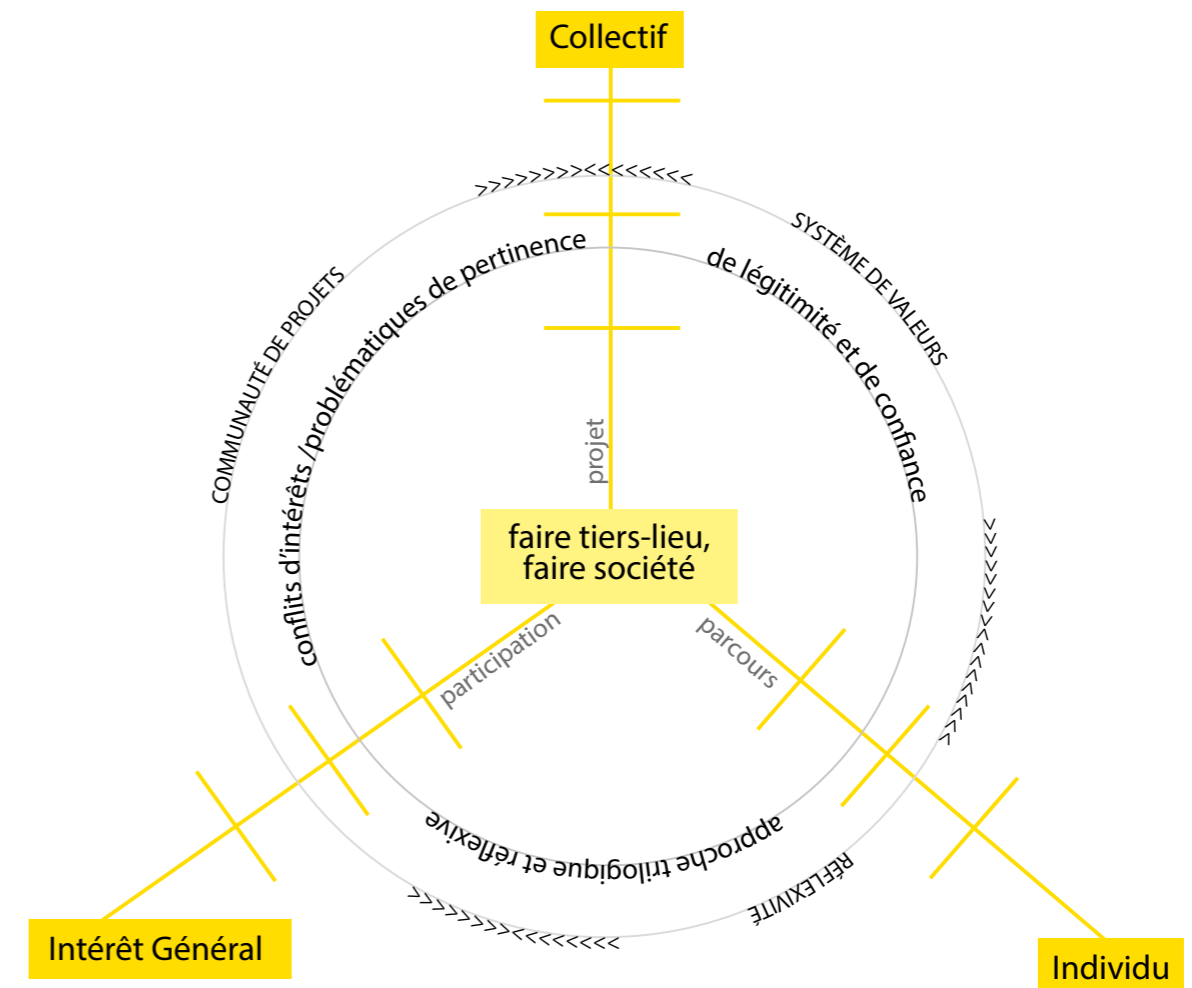 Collectif
>>>>>>>><<<<<<<<
SYSTÈME DE VALEURS
COMMUNAUTÉ DE PROJETS
conflits d'intérêts /problématiques de pertinence
de légitimité et de confiance
projet
faire tiers-lieu,
faire société
participation
parcours
approche trilogique et réflexive
RÉFLEXIVITÉ
Intérêt Général
Individu